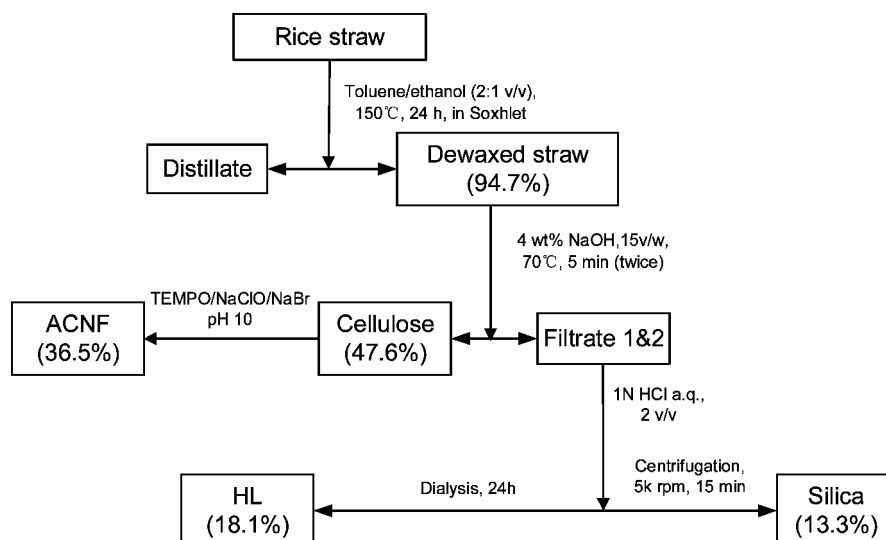 Rice straw
Toluene/ethanol (2:1 v/v),
150℃, 24 h, in Soxhlet
Distillate
Dewaxed straw
(94.7%)
4 wt% NaOH,15v/w,
70℃, 5 min (twice)
TEMPO/NaClO/NaBr
pH 10
ACNF
(36.5%)
Cellulose
(47.6%)
Filtrate 1&2
1N HCl a.q.,
2 v/v
Dialysis, 24h
Centrifugation,
5k rpm, 15 min
HL
(18.1%)
Silica
(13.3%)